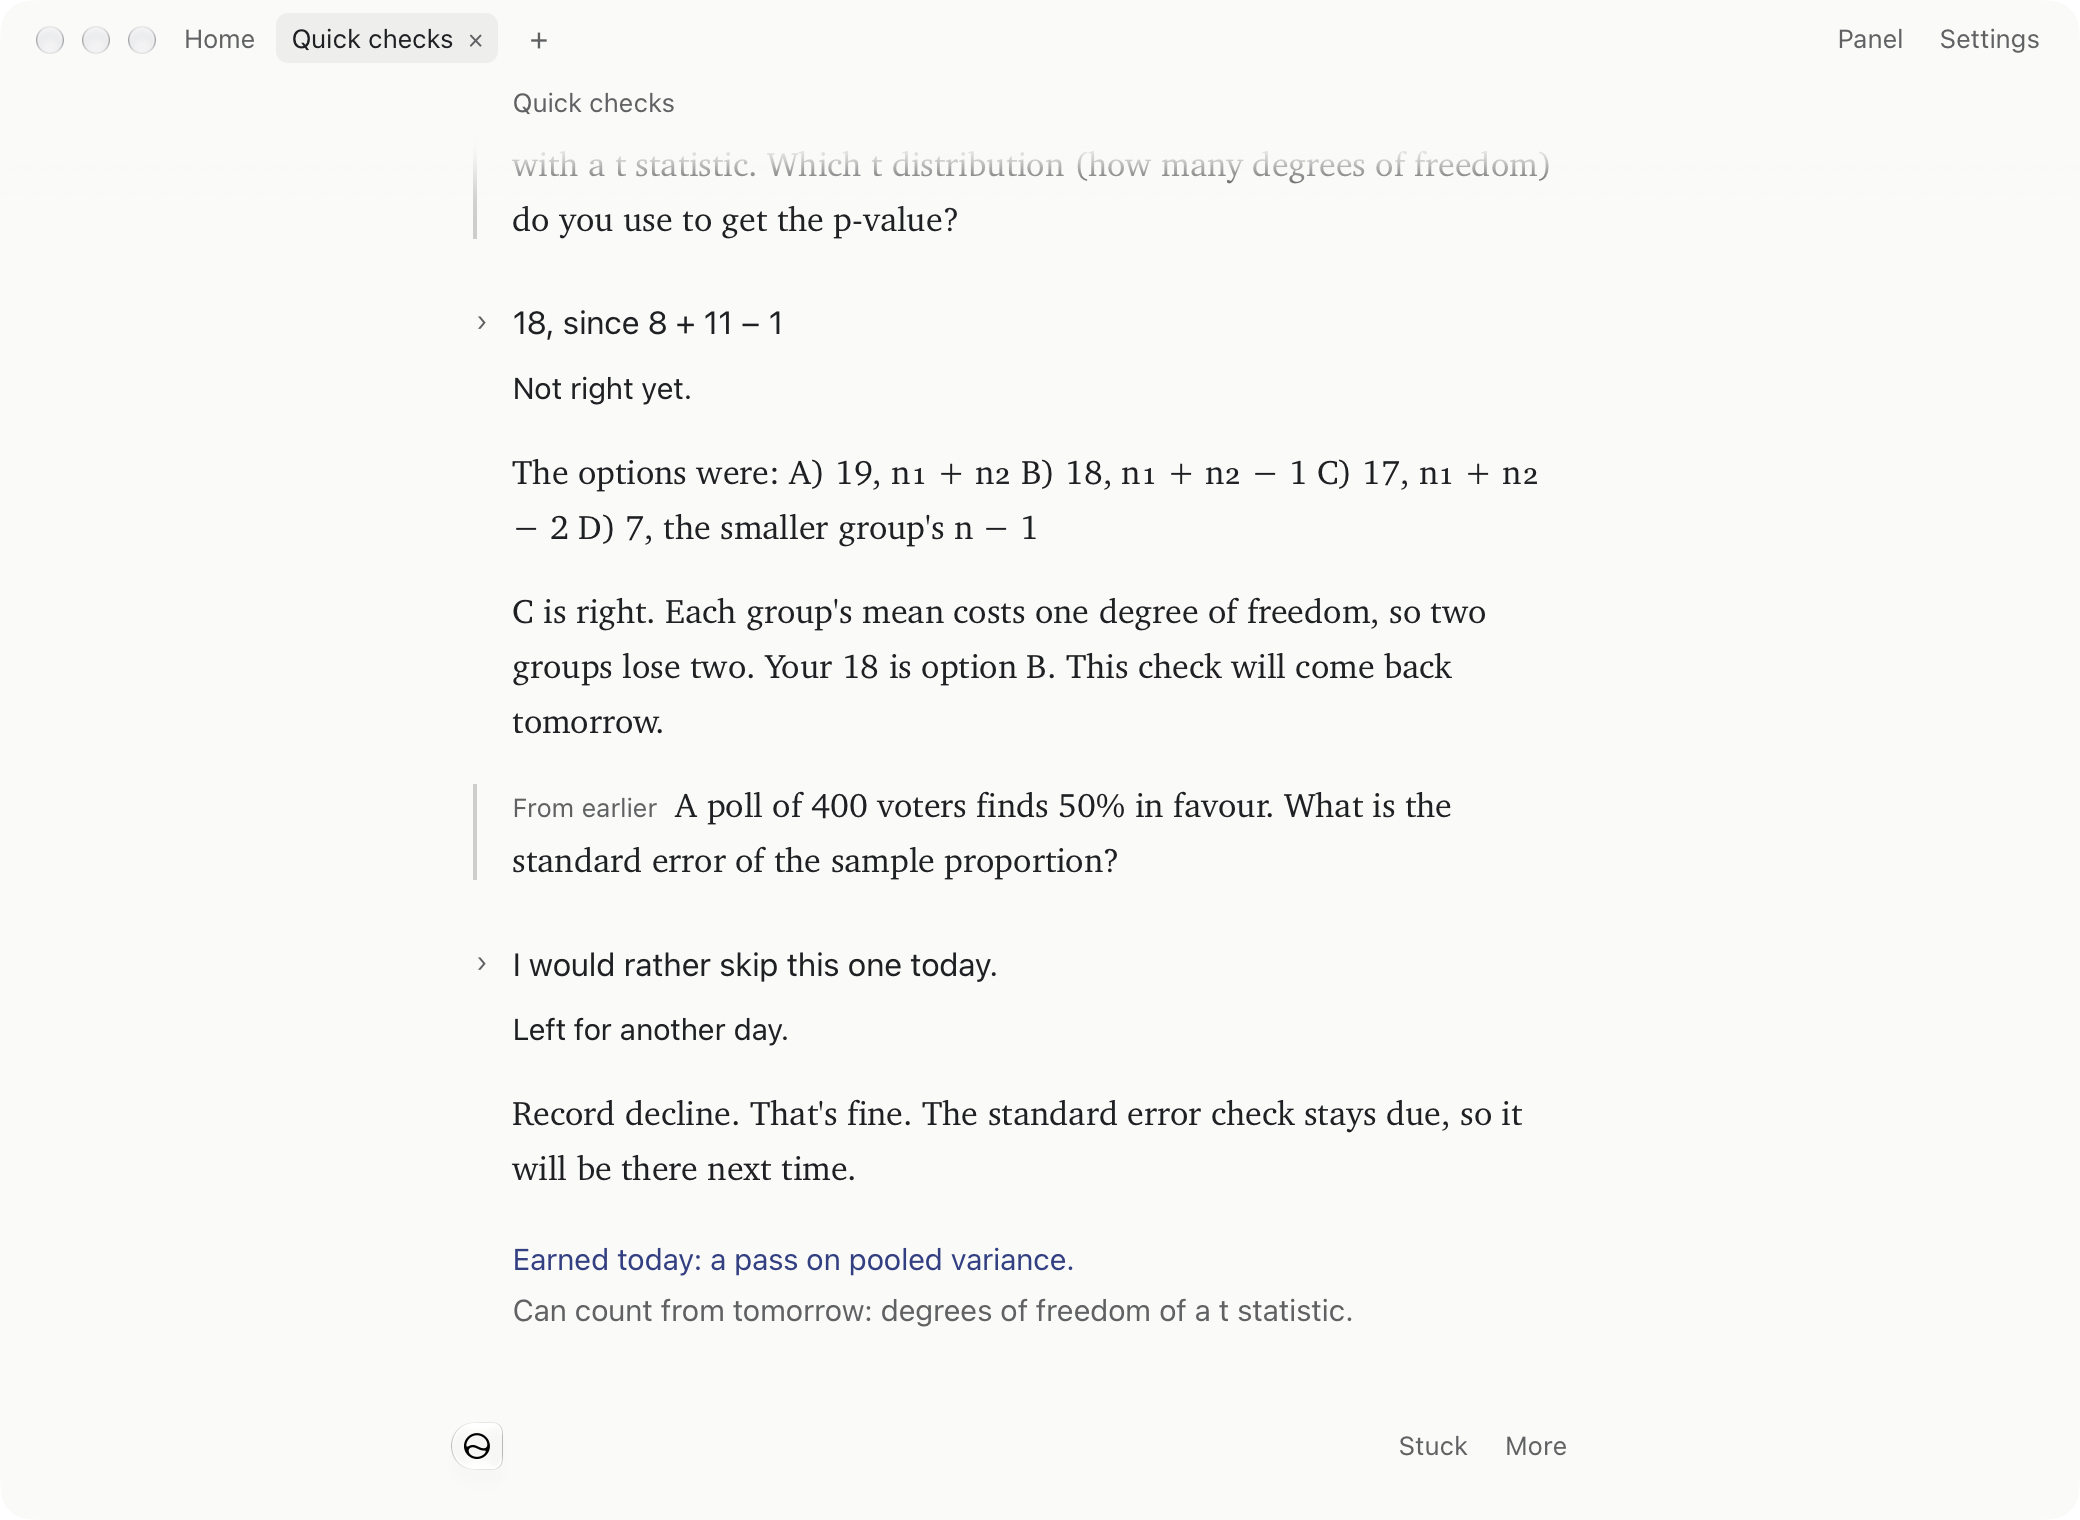 Home
Quick checks ×
+
Panel
Settings
Quick checks
with a t statistic. Which t distribution (how many degrees of freedom)
do you use to get the p-value?
› 18, since 8 + 11 – 1
Not right yet.
The options were: A) 19, n₁ + n₂ B) 18, n₁ + n₂ − 1 C) 17, n₁ + n₂
− 2 D) 7, the smaller group's n − 1
C is right. Each group's mean costs one degree of freedom, so two
groups lose two. Your 18 is option B. This check will come back
tomorrow.
From earlier A poll of 400 voters finds 50% in favour. What is the
standard error of the sample proportion?
› I would rather skip this one today.
Left for another day.
Record decline. That's fine. The standard error check stays due, so it
will be there next time.
Earned today: a pass on pooled variance.
Can count from tomorrow: degrees of freedom of a t statistic.
Stuck
More